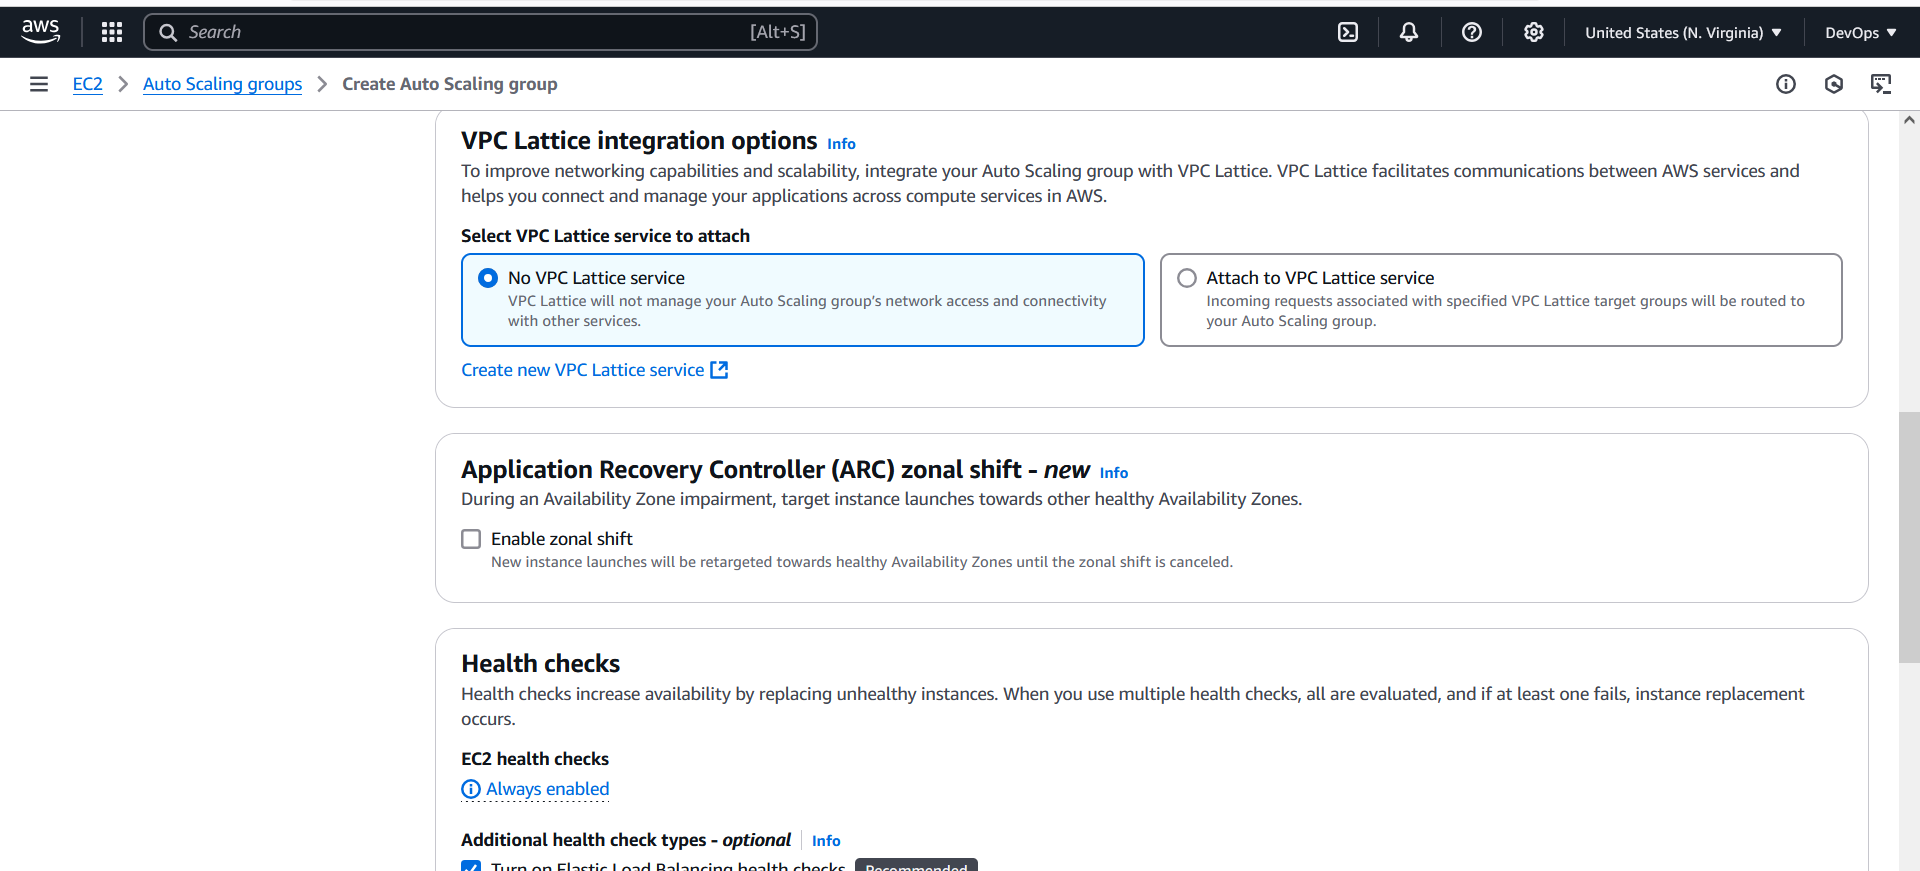 aws
Search [Alt+S]
United States (N. Virginia)
DevOps
EC2 > Auto Scaling groups > Create Auto Scaling group
VPC Lattice integration options Info
To improve networking capabilities and scalability, integrate your Auto Scaling group with VPC Lattice. VPC Lattice facilitates communications between AWS services and
helps you connect and manage your applications across compute services in AWS.
Select VPC Lattice service to attach
No VPC Lattice service
VPC Lattice will not manage your Auto Scaling group's network access and connectivity
with other services.
Attach to VPC Lattice service
Incoming requests associated with specified VPC Lattice target groups will be routed to
your Auto Scaling group.
Create new VPC Lattice service
Application Recovery Controller (ARC) zonal shift - new Info
During an Availability Zone impairment, target instance launches towards other healthy Availability Zones.
Enable zonal shift
New instance launches will be retargeted towards healthy Availability Zones until the zonal shift is canceled.
Health checks
Health checks increase availability by replacing unhealthy instances. When you use multiple health checks, all are evaluated, and if at least one fails, instance replacement
occurs.
EC2 health checks
Always enabled
Additional health check types - optional Info
Turn on Elastic Load Balancing health checks Recommended